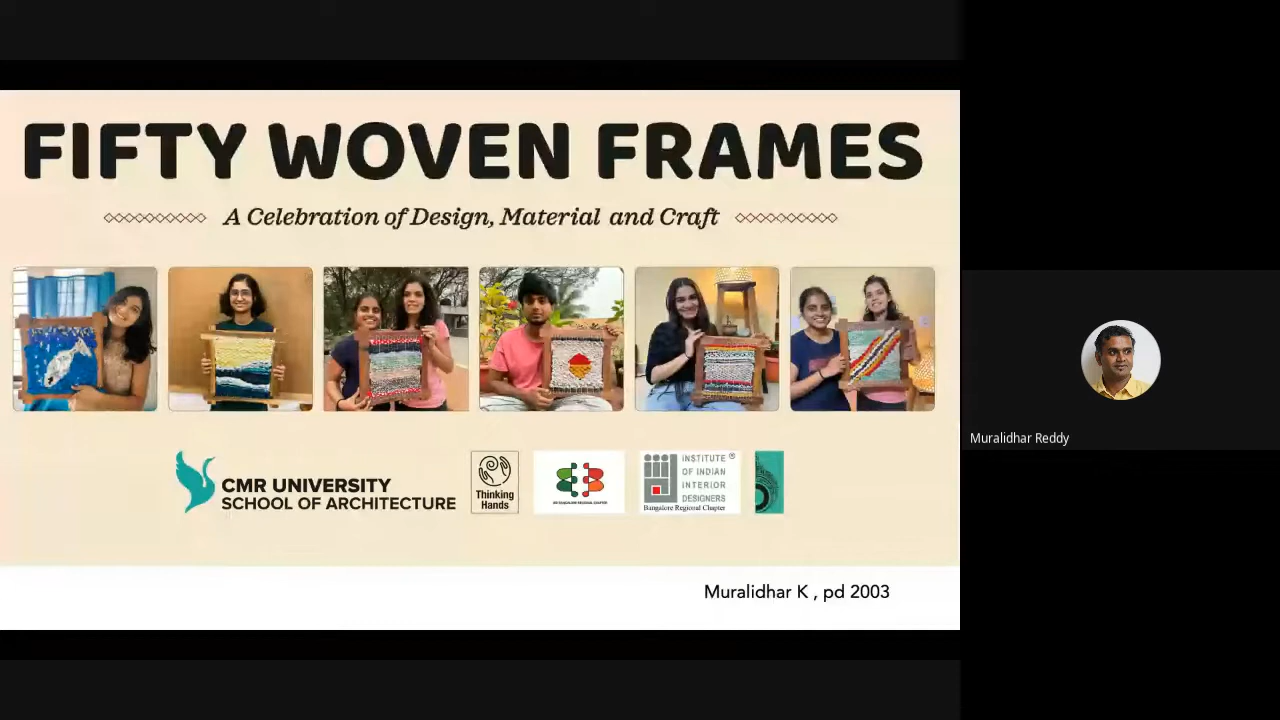 FIFTY WOVEN FRAMES
A Celebration of Design, Material and Craft
CMR UNIVERSITY
SCHOOL OF ARCHITECTURE
Thinking
Hands
INSTITUTE
OF INDIAN
INTERIOR
DESIGNERS
Bangalore Regional Chapter
Muralidhar K , pd 2003
Muralidhar Reddy